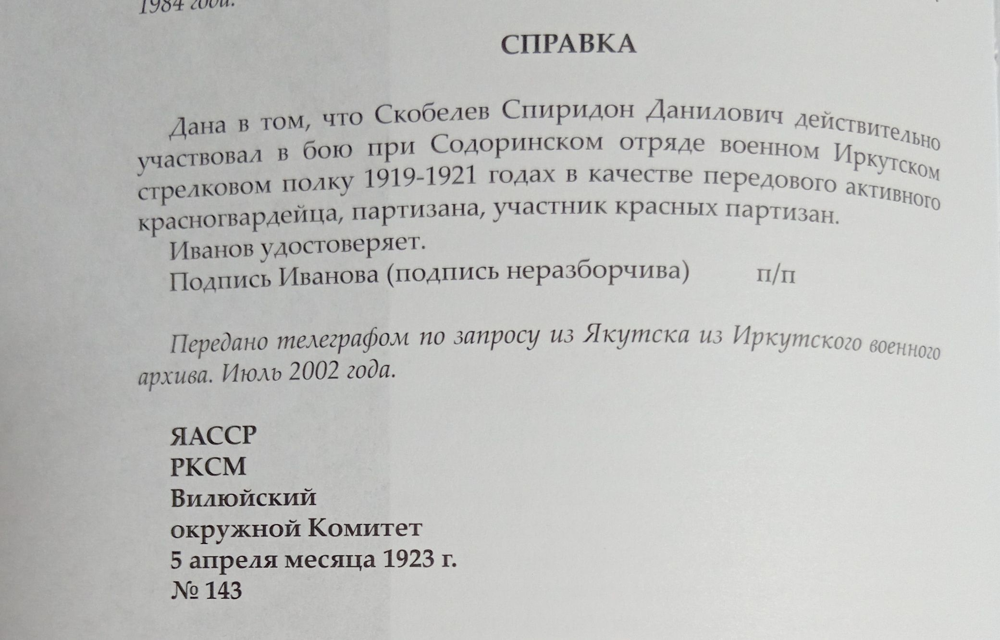 1984 года.
СПРАВКА
Дана в том, что Скобелев Спиридон Данилович действительно
участвовал в бою при Содоринском отряде военном Иркутском
стрелковом полку 1919-1921 годах в качестве передового активного
красногвардейца, партизана, участник красных партизан.
Иванов удостоверяет.
Подпись Иванова (подпись неразборчива) п/п
Передано телеграфом по запросу из Якутска из Иркутского военного
архива. Июль 2002 года.
ЯАССР
РКСМ
Вилюйский
окружной Комитет
5 апреля месяца 1923 г.
№ 143